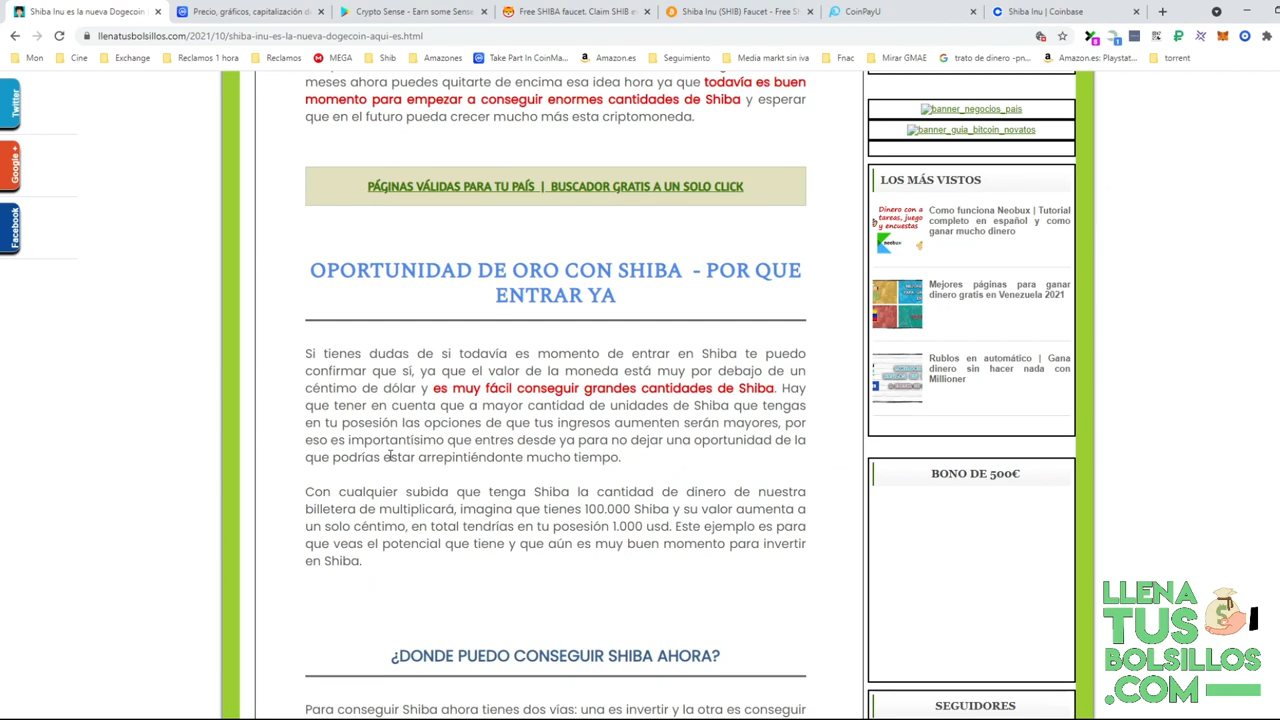 Shiba Inu es la nueva Dogecoin
Precio, gráficos, capitalización d
Crypto Sense - Earn some Sense
Free SHIBA faucet. Claim SHIB e
Shiba Inu (SHIB) Faucet - Free S
CoinPayU
Shiba Inu | Coinbase
llenatusbolsillos.com/2021/10/shiba-inu-es-la-nueva-dogecoin-aqui-es.html
Mon
Cine
Exchange
Reclamos 1 hora
Reclamos
MEGA
Shib
Amazones
Take Part In CoinMa...
Amazon.es
Seguimiento
Media markt sin iva
Fnac
Mirar GMAE
trato de dinero -pn...
Amazon.es: Playstat...
torrent
Twitter
Google +
Facebook
meses ahora puedes quitarte de encima esa idea hora ya que todavía es buen
momento para empezar a conseguir enormes cantidades de Shiba y esperar
que en el futuro pueda crecer mucho más esta criptomoneda.
PÁGINAS VÁLIDAS PARA TU PAÍS | BUSCADOR GRATIS A UN SOLO CLICK
OPORTUNIDAD DE ORO CON SHIBA - POR QUE
ENTRAR YA
Si tienes dudas de si todavía es momento de entrar en Shiba te puedo
confirmar que si, ya que el valor de la moneda está muy por debajo de un
céntimo de dólar y es muy fácil conseguir grandes cantidades de Shiba. Hay
que tener en cuenta que a mayor cantidad de unidades de Shiba que tengas
en tu posesión las opciones de que tus ingresos aumenten serán mayores, por
eso es importantísimo que entres desde ya para no dejar una oportunidad de la
que podrías estar arrepintiéndonte mucho tiempo.
Con cualquier subida que tenga Shiba la cantidad de dinero de nuestra
billetera de multiplicará, imagina que tienes 100.000 Shiba y su valor aumenta a
un solo céntimo, en total tendrías en tu posesión 1.000 usd. Este ejemplo es para
que veas el potencial que tiene y que aún es muy buen momento para invertir
en Shiba.
¿DONDE PUEDO CONSEGUIR SHIBA AHORA?
Para conseguir Shiba ahora tienes dos vías: una es invertir y la otra es conseguir
banner_negocios_pais
banner_guia_bitcoin_novatos
LOS MÁS VISTOS
Dinero con a
tareas, juego
y encuestas
neobux
Como funciona Neobux | Tutorial
completo en español y como
ganar mucho dinero
Mejores páginas para ganar
dinero gratis en Venezuela 2021
Rublos en automático | Gana
dinero sin hacer nada con
Millioner
BONO DE 500€
SEGUIDORES
LLENA
TUS
BOLSILLOS
.COM